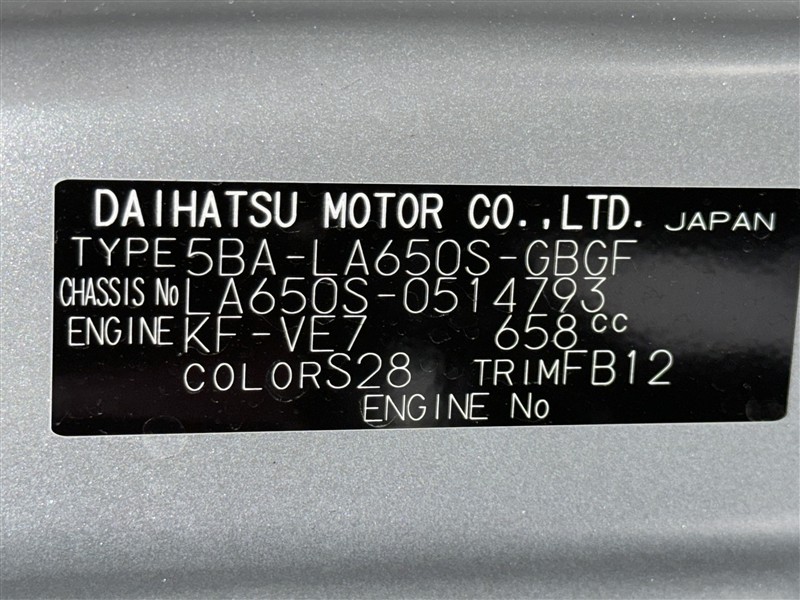 DAIHATSU MOTOR CO.,LTD. JAPAN
TYPE 5BA-LA650S-GBGF
CHASSIS No LA650S-0514793
ENGINE KF-VE7 658cc
COLOR S28 TRIM FB12
ENGINE No